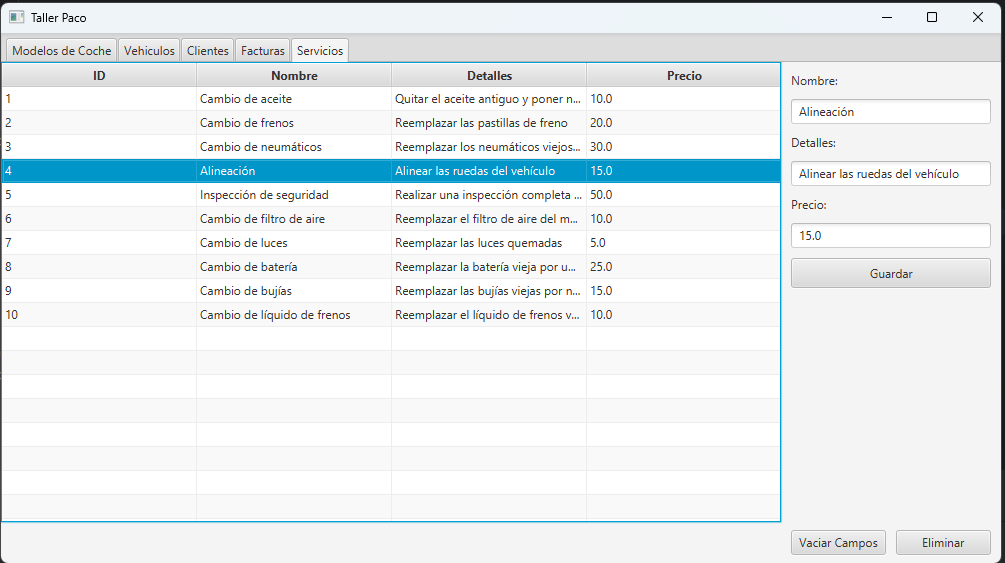 Taller Paco
Modelos de Coche Vehiculos Clientes Facturas Servicios
ID Nombre Detalles Precio
1 Cambio de aceite Quitar el aceite antiguo y poner n... 10.0
2 Cambio de frenos Reemplazar las pastillas de freno 20.0
3 Cambio de neumáticos Reemplazar los neumáticos viejos... 30.0
4 Alineación Alinear las ruedas del vehículo 15.0
5 Inspección de seguridad Realizar una inspección completa ... 50.0
6 Cambio de filtro de aire Reemplazar el filtro de aire del m... 10.0
7 Cambio de luces Reemplazar las luces quemadas 5.0
8 Cambio de batería Reemplazar la batería vieja por u... 25.0
9 Cambio de bujías Reemplazar las bujías viejas por n... 15.0
10 Cambio de líquido de frenos Reemplazar el líquido de frenos v... 10.0
Nombre:
Alineación
Detalles:
Alinear las ruedas del vehículo
Precio:
15.0
Guardar
Vaciar Campos Eliminar